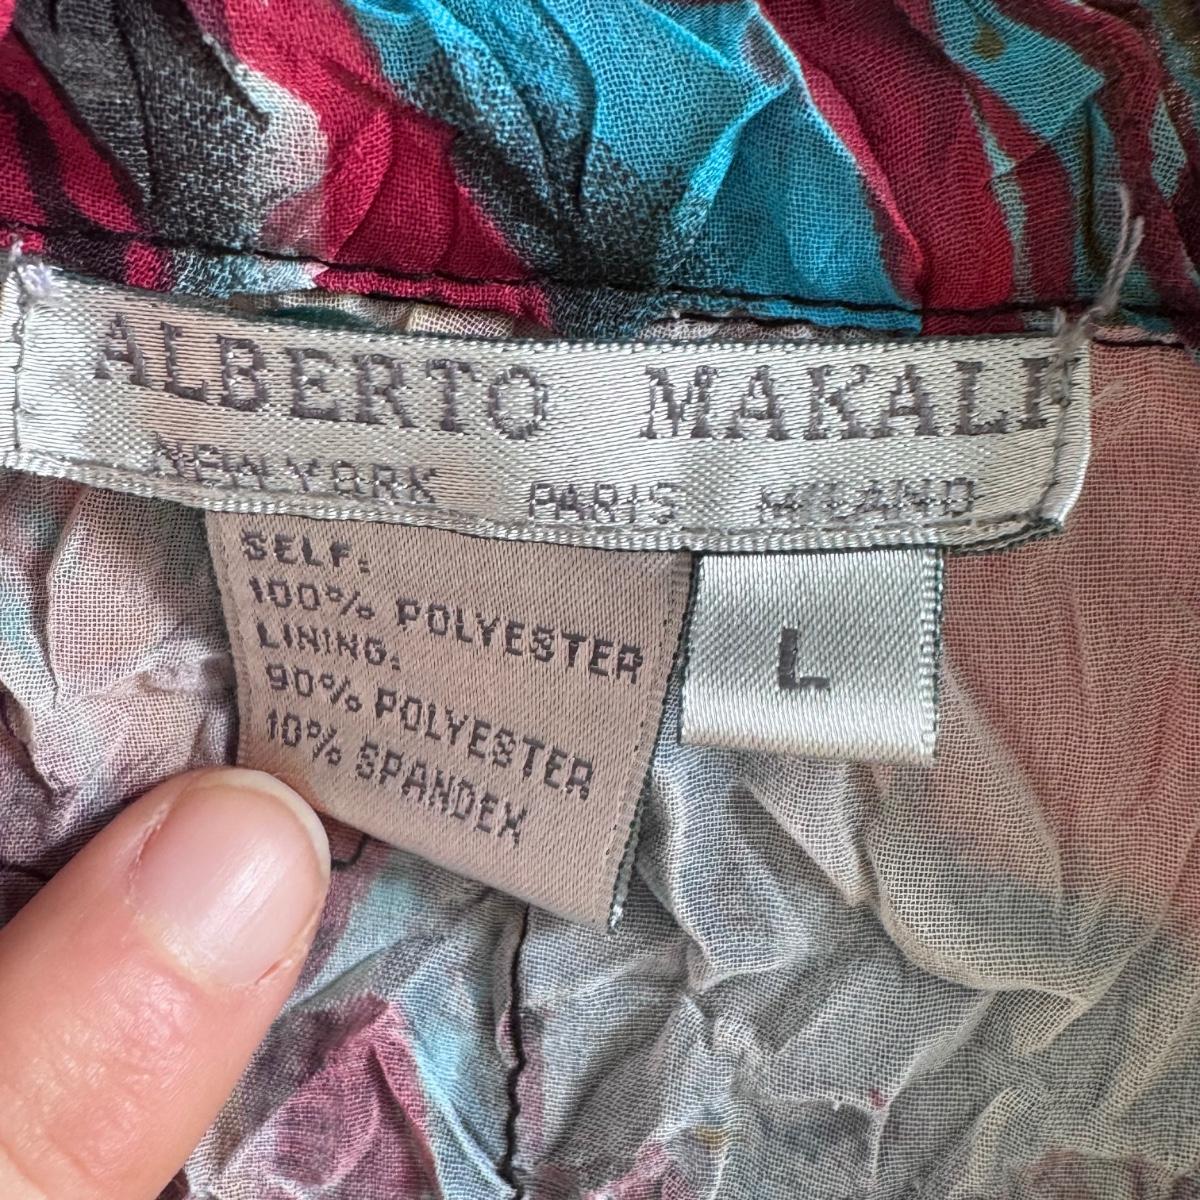 ALBERTO MAKALI
NEW YORK PARIS MILANO
SELF:
100% POLYESTER
LINING:
90% POLYESTER
10% SPANDEX
L